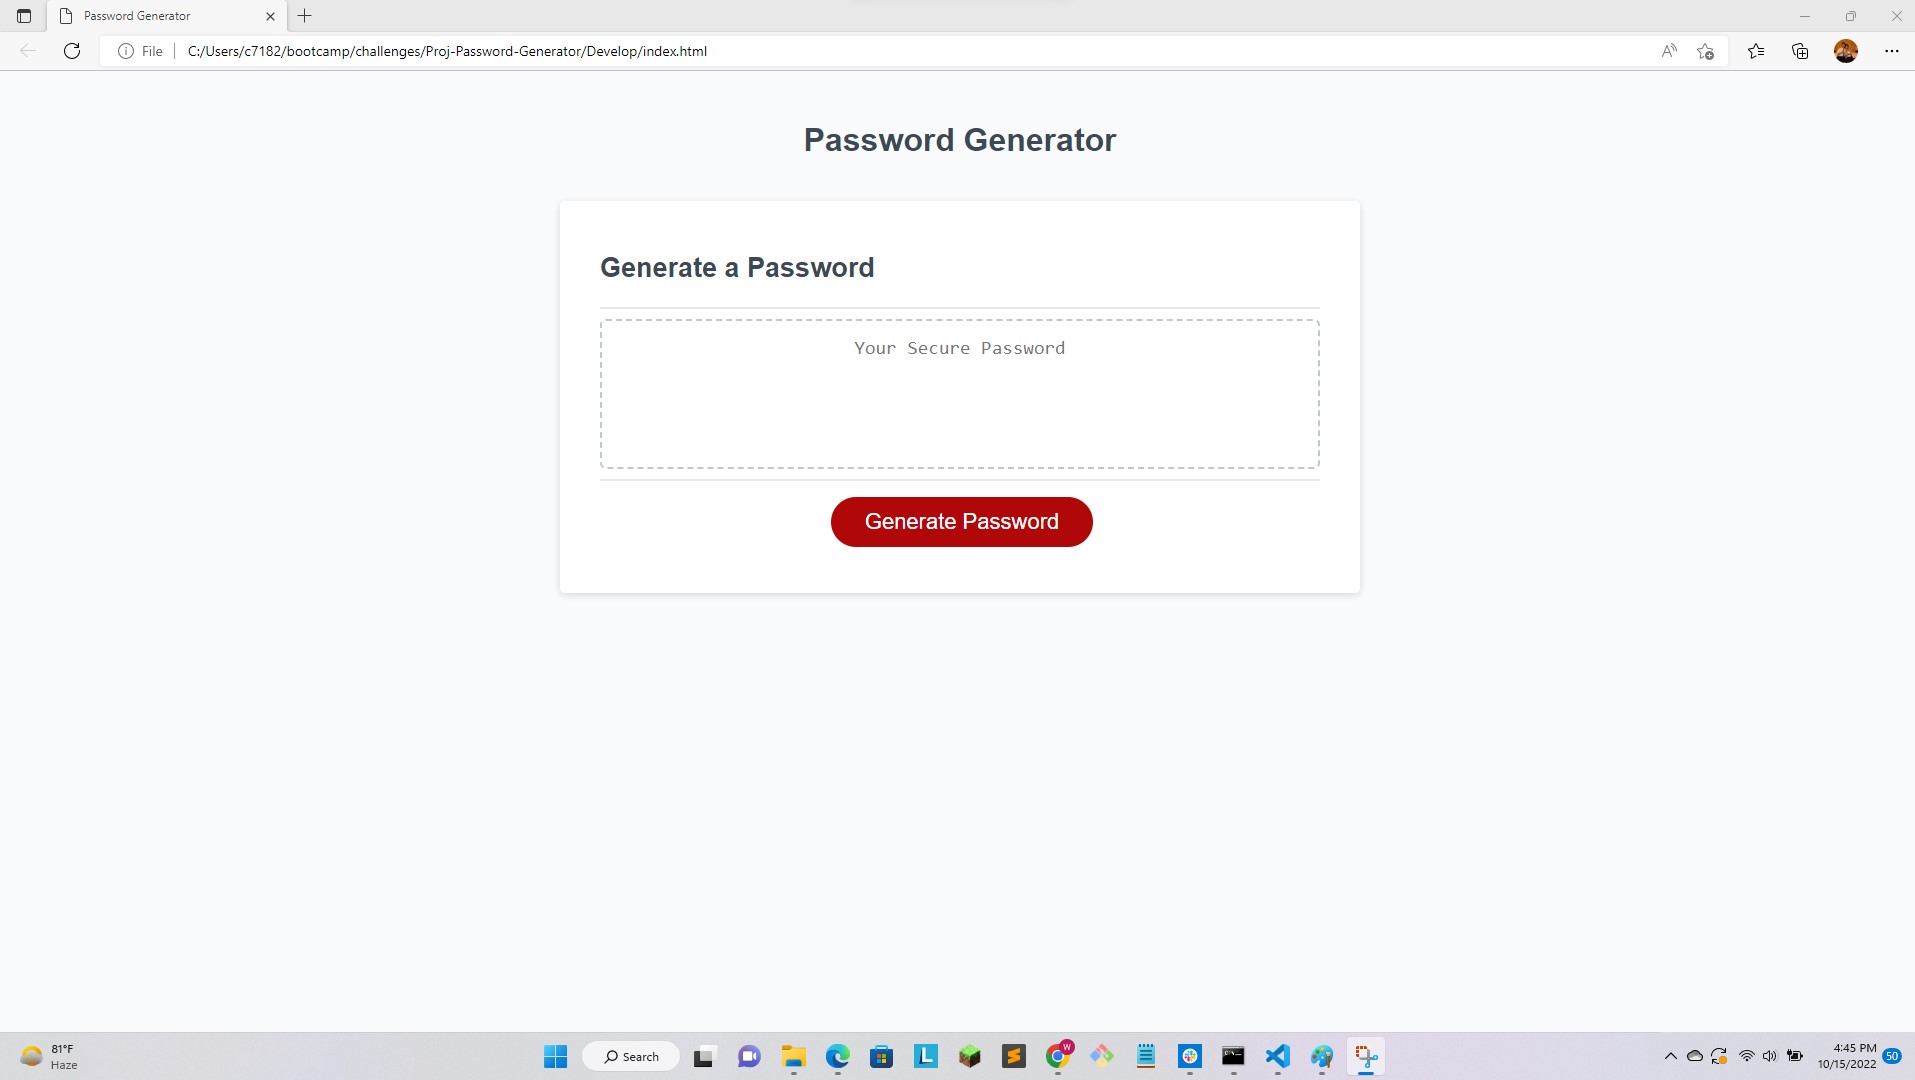 Password Generator
File
C:/Users/c7182/bootcamp/challenges/Proj-Password-Generator/Develop/index.html
Password Generator
Generate a Password
Your Secure Password
Generate Password
81°F
Haze
Search
L
W
4:45 PM
10/15/2022
50